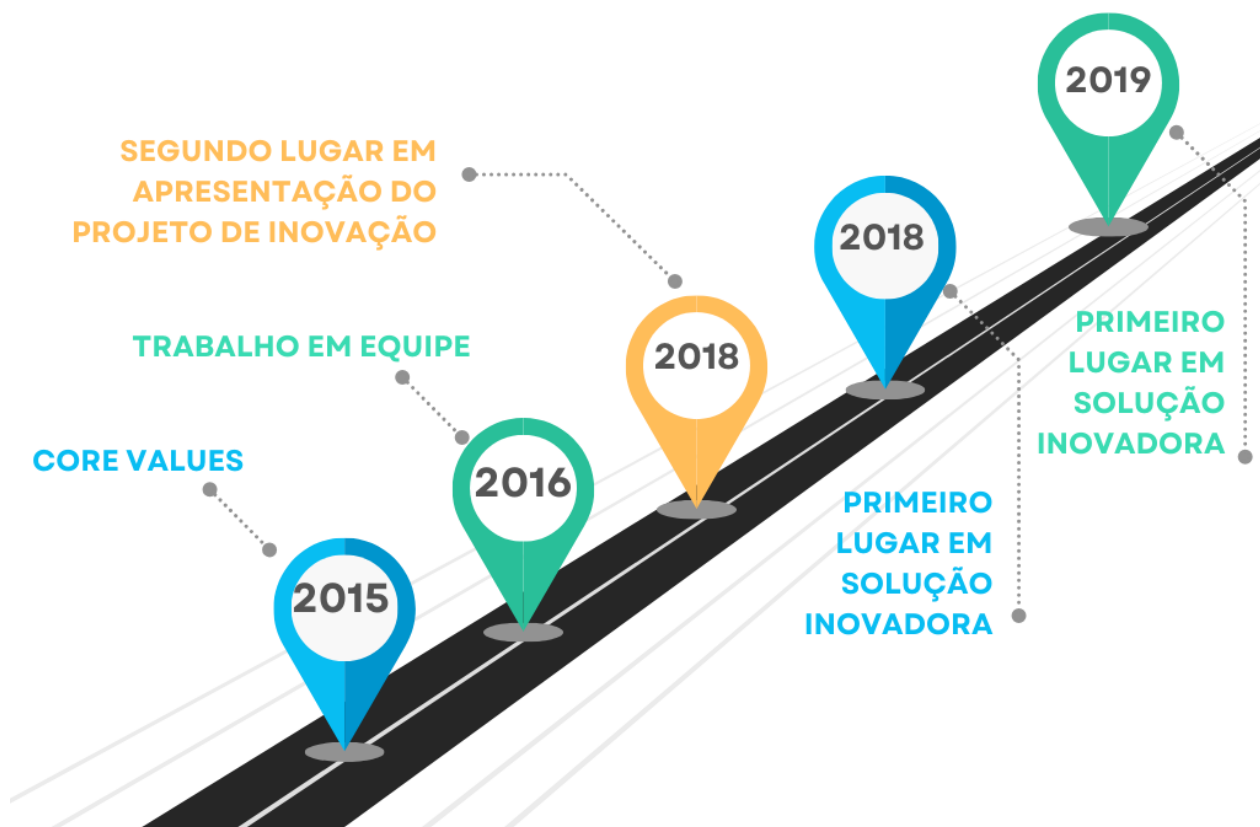 2019
SEGUNDO LUGAR EM
APRESENTAÇÃO DO
PROJETO DE INOVAÇÃO
2018
TRABALHO EM EQUIPE
2018
PRIMEIRO
LUGAR EM
SOLUÇÃO
INOVADORA
CORE VALUES
2016
PRIMEIRO
LUGAR EM
SOLUÇÃO
INOVADORA
2015